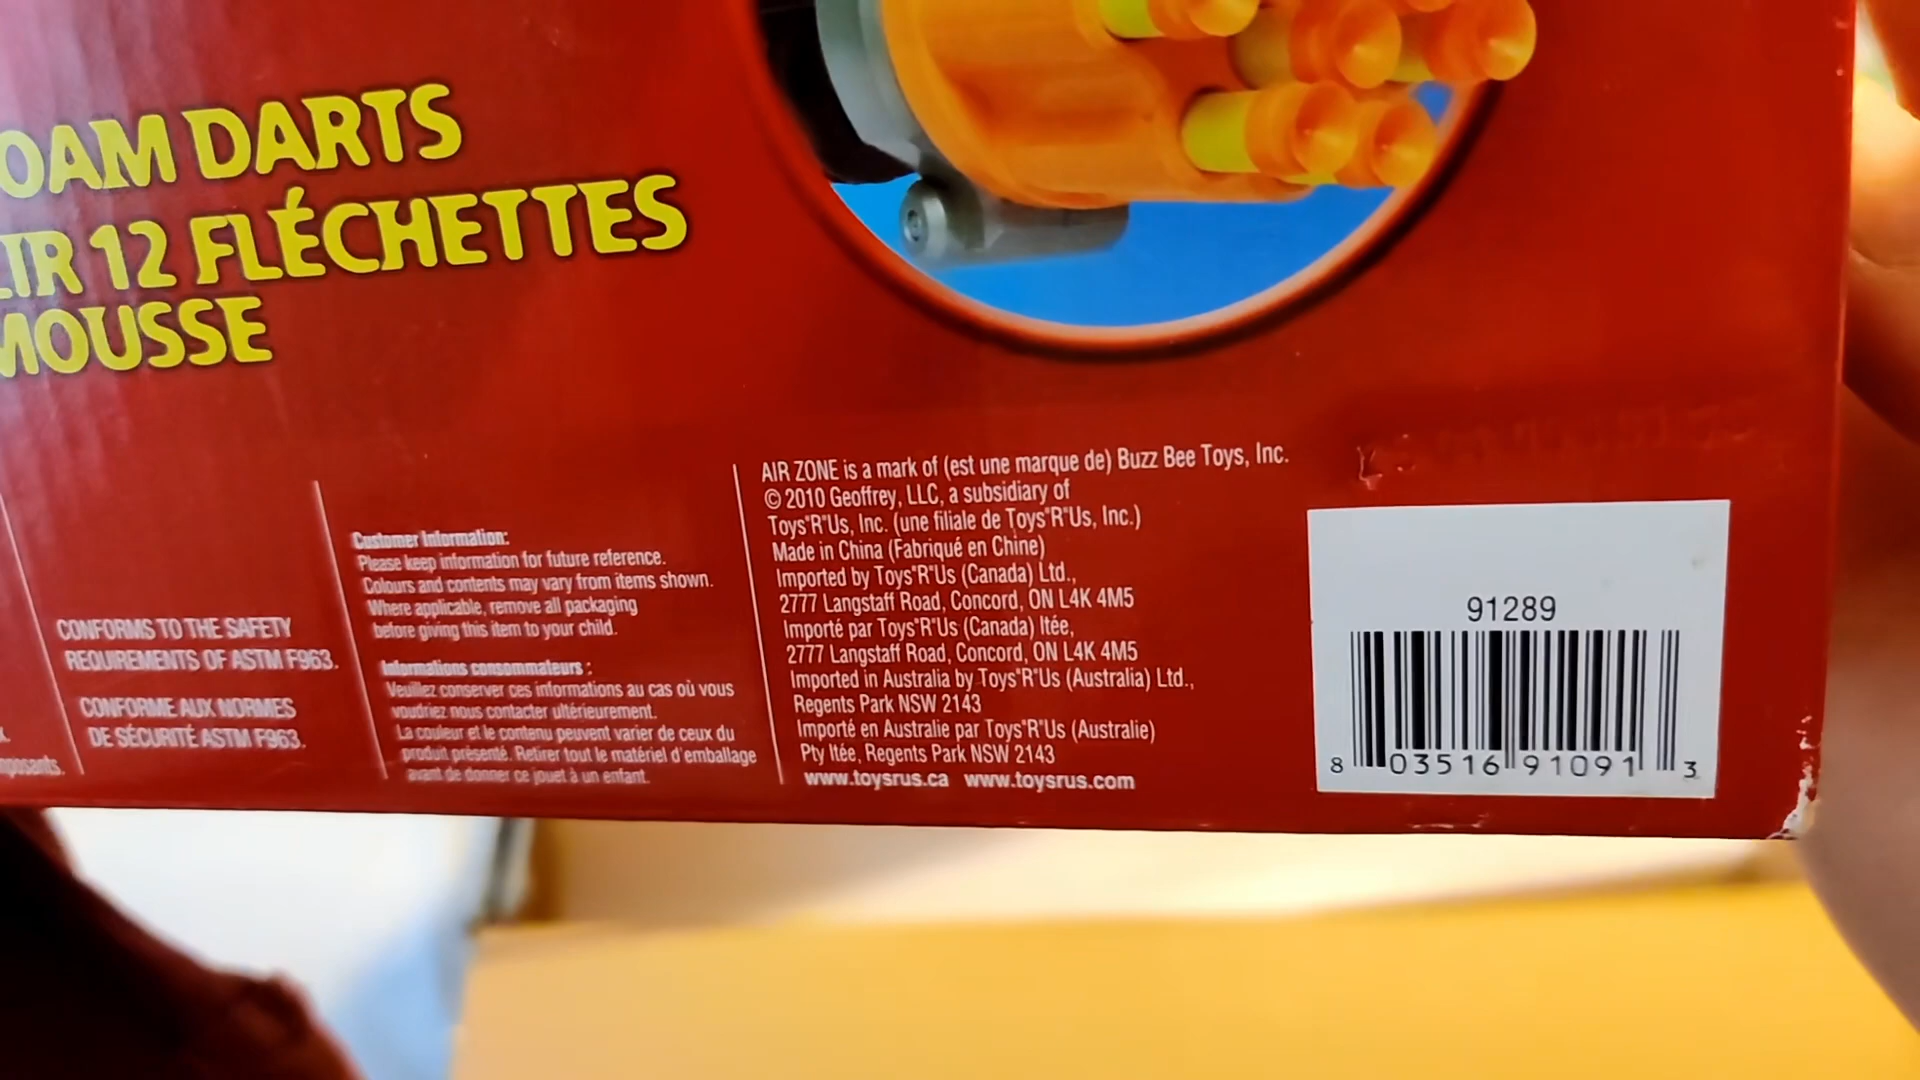 OAM DARTS
IR 12 FLÉCHETTES
MOUSSE
CONFORMS TO THE SAFETY
REQUIREMENTS OF ASTM F963.
CONFORME AUX NORMES
DE SÉCURITÉ ASTM F963.
Customer Information:
Please keep information for future reference.
Colours and contents may vary from items shown.
Where applicable, remove all packaging
before giving this item to your child.
Informations consommateurs :
Veuillez conserver ces informations au cas où vous
voudriez nous contacter ultérieurement.
La couleur et le contenu peuvent varier de ceux du
produit présenté. Retirer tout le matériel d'emballage
avant de donner ce jouet à un enfant.
AIR ZONE is a mark of (est une marque de) Buzz Bee Toys, Inc.
© 2010 Geoffrey, LLC, a subsidiary of
Toys"R"Us, Inc. (une filiale de Toys"R"Us, Inc.)
Made in China (Fabriqué en Chine)
Imported by Toys"R"Us (Canada) Ltd.,
2777 Langstaff Road, Concord, ON L4K 4M5
Importé par Toys"R"Us (Canada) ltée,
2777 Langstaff Road, Concord, ON L4K 4M5
Imported in Australia by Toys"R"Us (Australia) Ltd.,
Regents Park NSW 2143
Importé en Australie par Toys"R"Us (Australie)
Pty ltée, Regents Park NSW 2143
www.toysrus.ca www.toysrus.com
91289
8 03516 91091 3